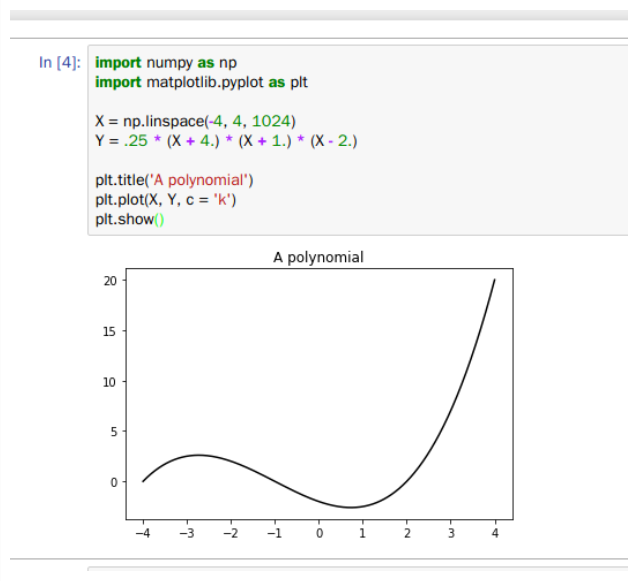 In [4]: import numpy as np
import matplotlib.pyplot as plt
X = np.linspace(-4, 4, 1024)
Y = .25 * (X + 4.) * (X + 1.) * (X - 2.)
plt.title('A polynomial')
plt.plot(X, Y, c = 'k')
plt.show()
A polynomial
20
15
10
5
0
−4 −3 −2 −1 0 1 2 3 4